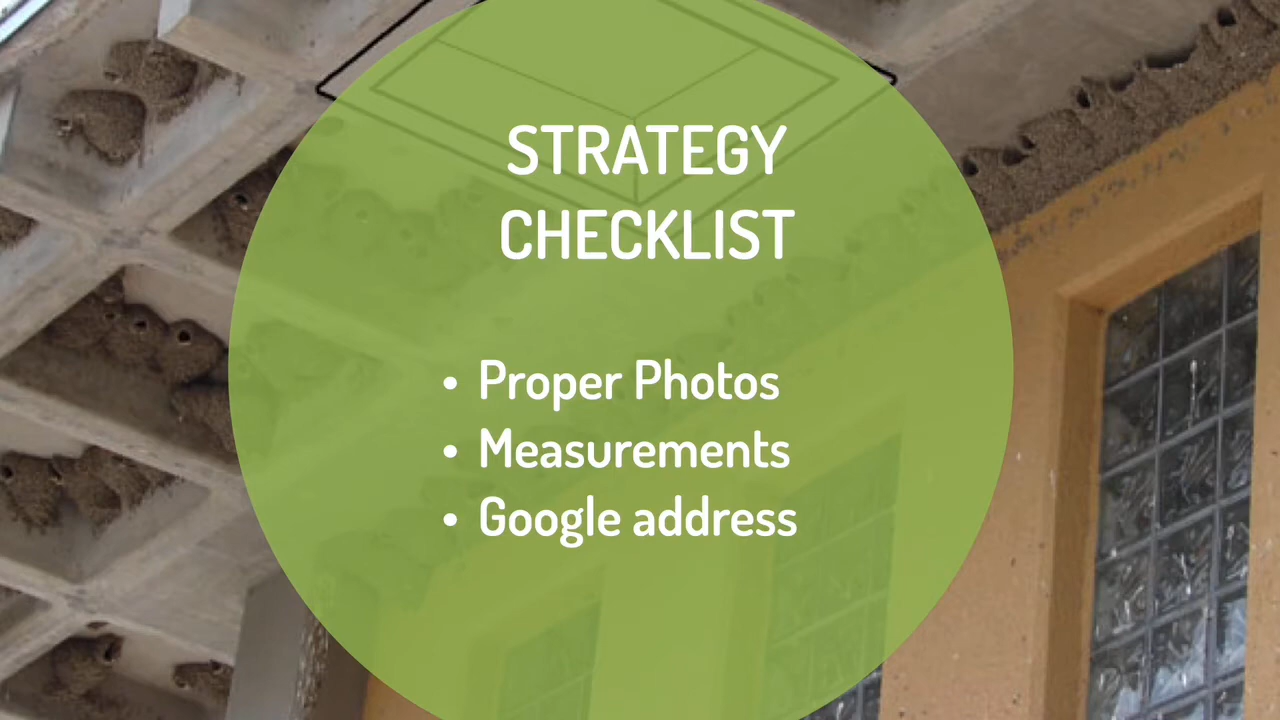 STRATEGY
CHECKLIST
• Proper Photos
• Measurements
• Google address